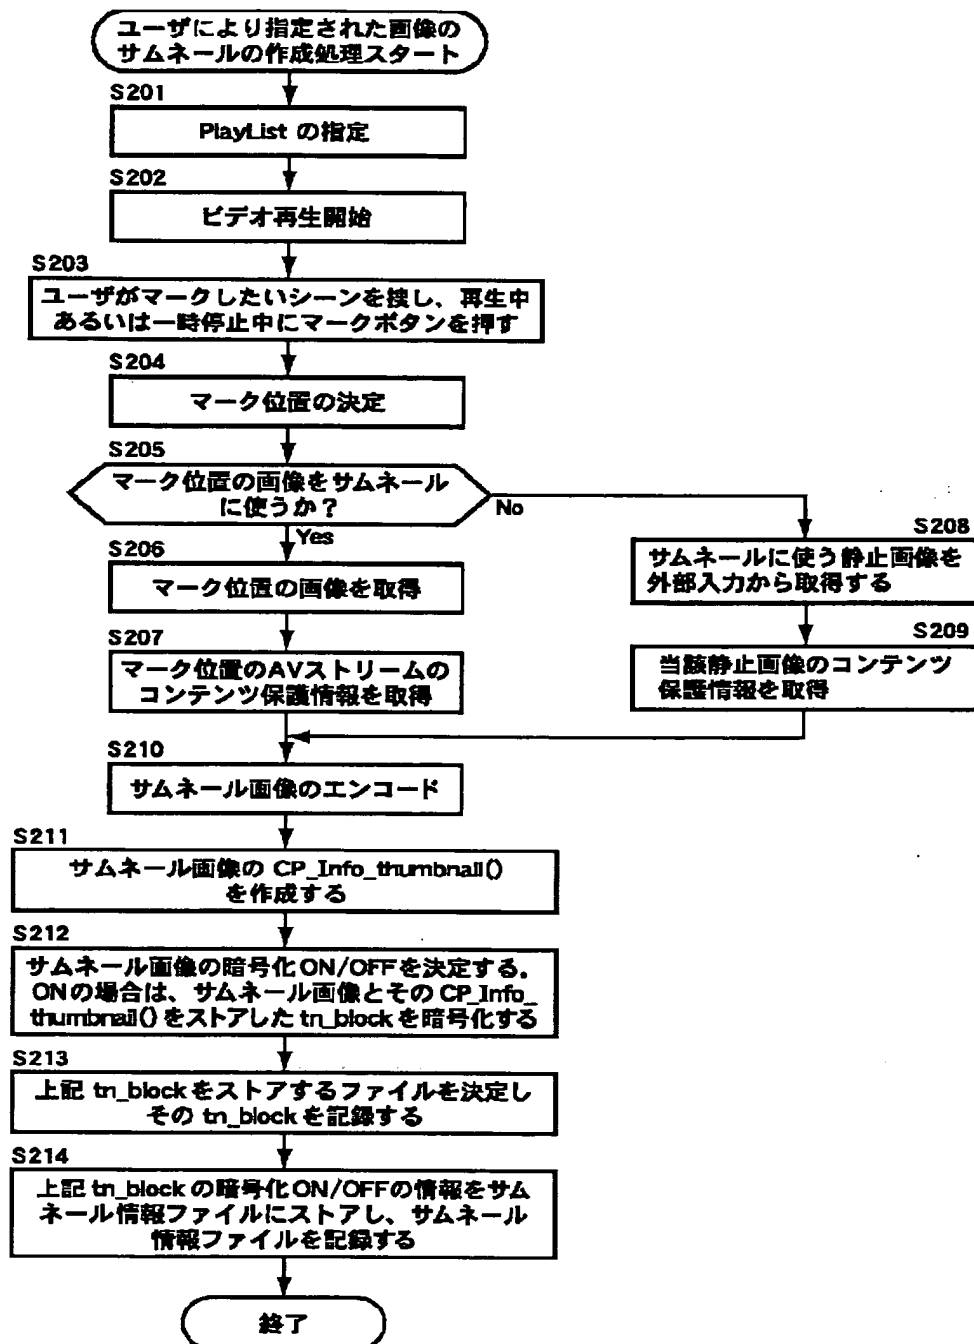 ユーザにより指定された画像の
サムネールの作成処理スタート
S201
PlayList の指定
S202
ビデオ再生開始
S203
ユーザがマークしたいシーンを捜し、再生中
あるいは一時停止中にマークボタンを押す
S204
マーク位置の決定
S205
マーク位置の画像をサムネール
に使うか？
No
Yes
S206
マーク位置の画像を取得
S207
マーク位置のAVストリームの
コンテンツ保護情報を取得
S208
サムネールに使う静止画像を
外部入力から取得する
S209
当該静止画像のコンテンツ
保護情報を取得
S210
サムネール画像のエンコード
S211
サムネール画像の CP_Info_thumbnail()
を作成する
S212
サムネール画像の暗号化ON/OFFを決定する.
ONの場合は、サムネール画像とその CP_Info_
thumbnail() をストアした tn_block を暗号化する
S213
上記 tn_block をストアするファイルを決定し
その tn_block を記録する
S214
上記 tn_block の暗号化ON/OFFの情報をサム
ネール情報ファイルにストアし、サムネール
情報ファイルを記録する
終了